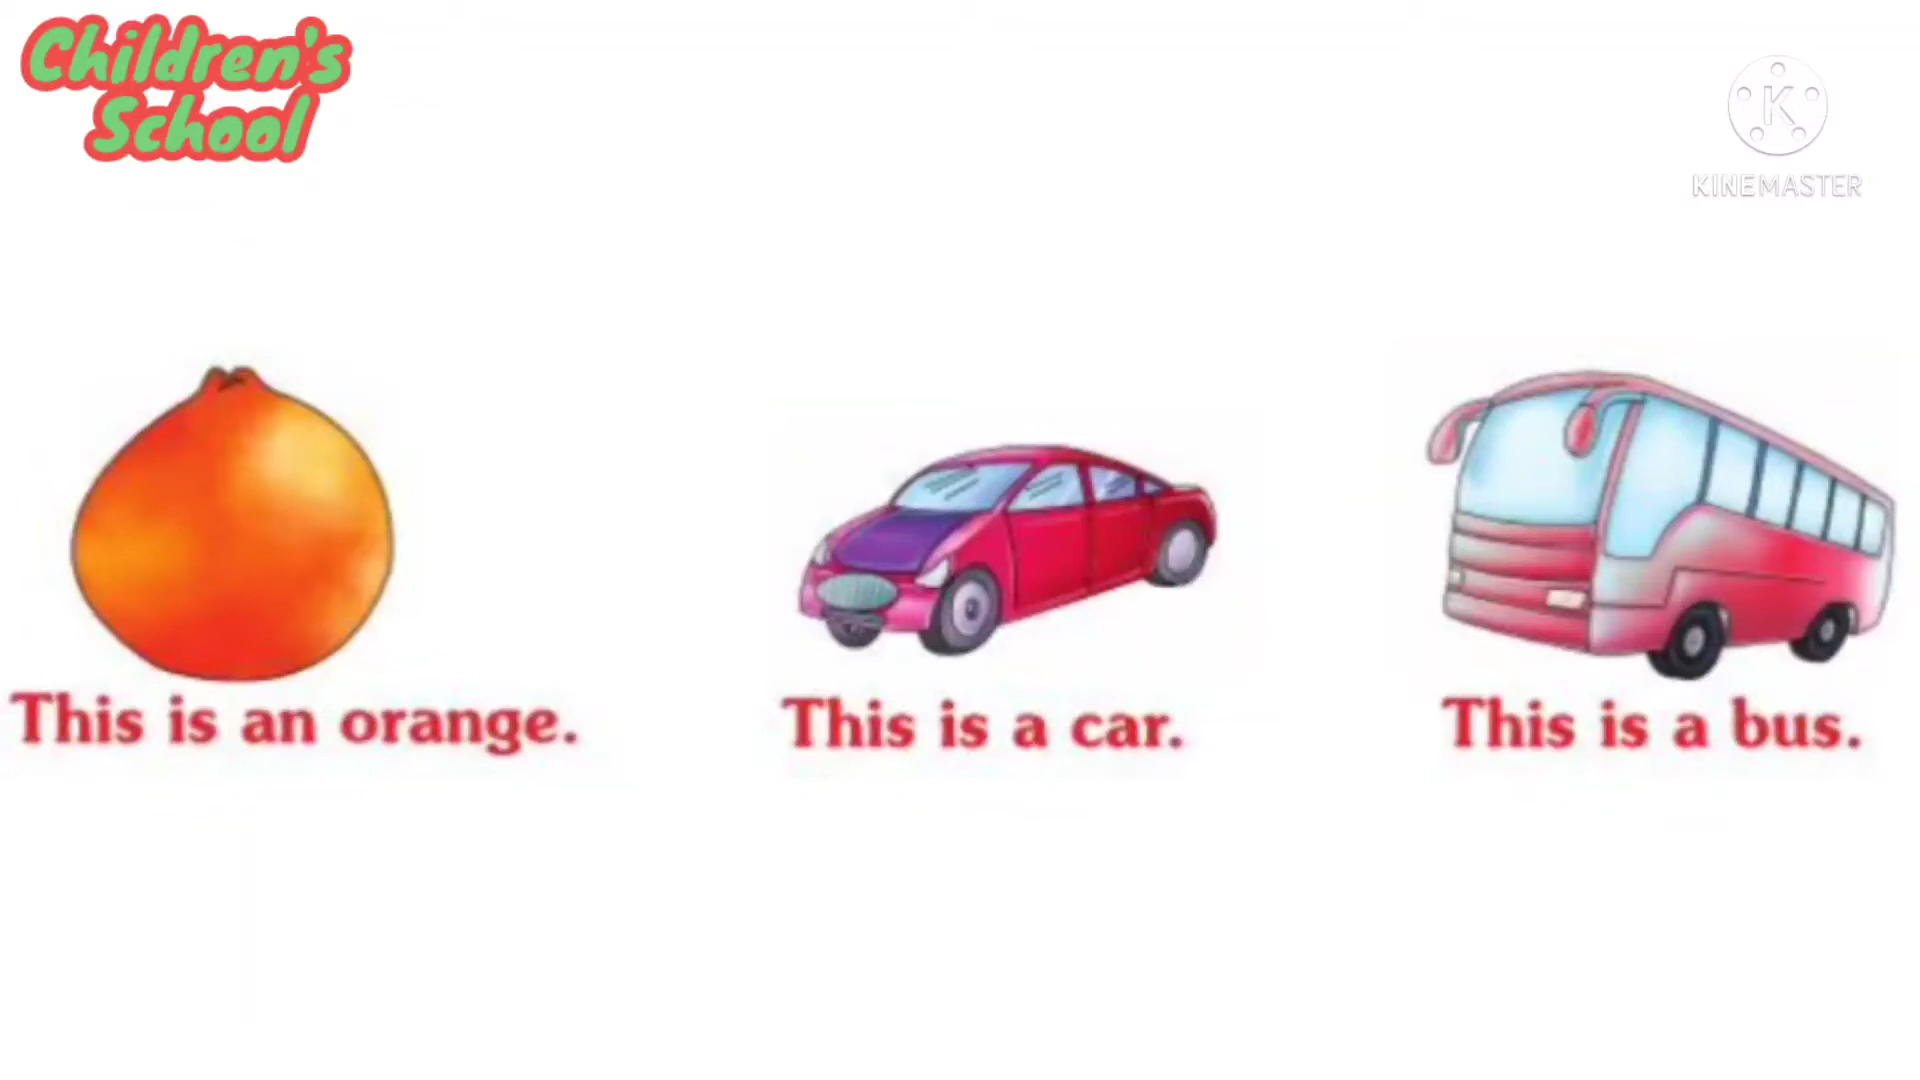 Children's
School
K
KINEMASTER
This is an orange.
This is a car.
This is a bus.